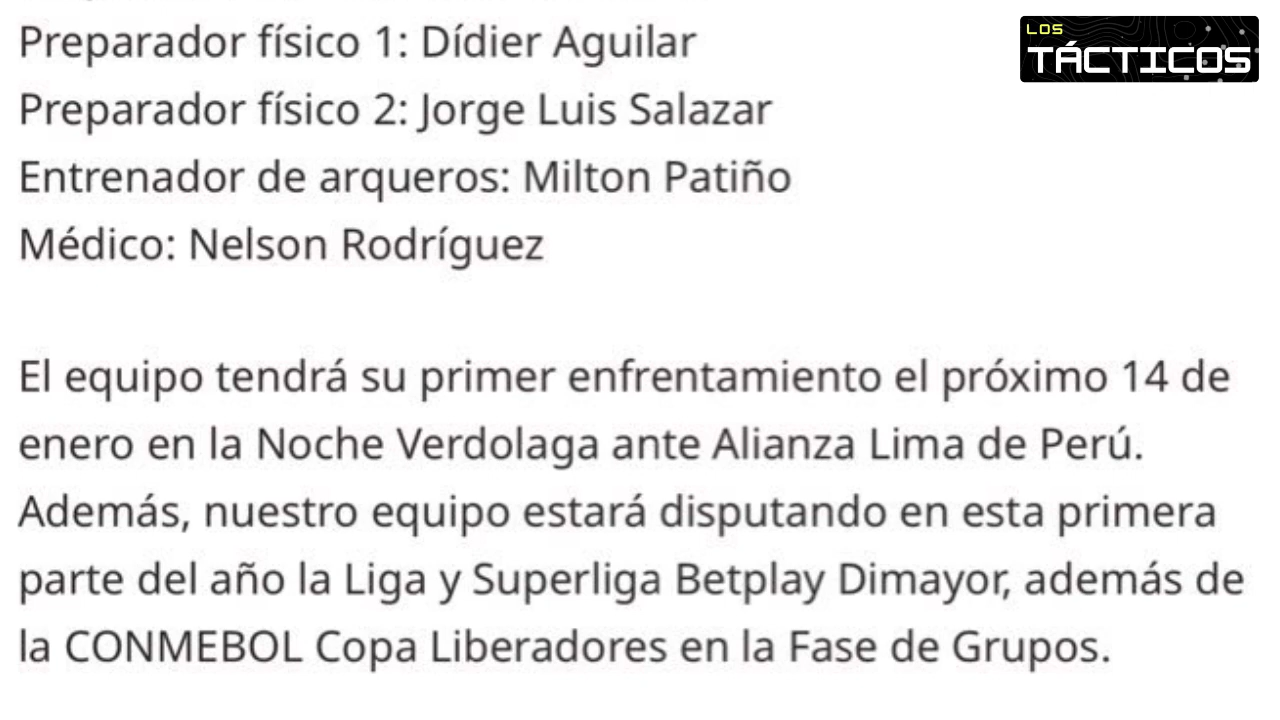 Preparador físico 1: Dídier Aguilar
LOS
TÁCTICOS
Preparador físico 2: Jorge Luis Salazar
Entrenador de arqueros: Milton Patiño
Médico: Nelson Rodríguez
El equipo tendrá su primer enfrentamiento el próximo 14 de
enero en la Noche Verdolaga ante Alianza Lima de Perú.
Además, nuestro equipo estará disputando en esta primera
parte del año la Liga y Superliga Betplay Dimayor, además de
la CONMEBOL Copa Liberadores en la Fase de Grupos.